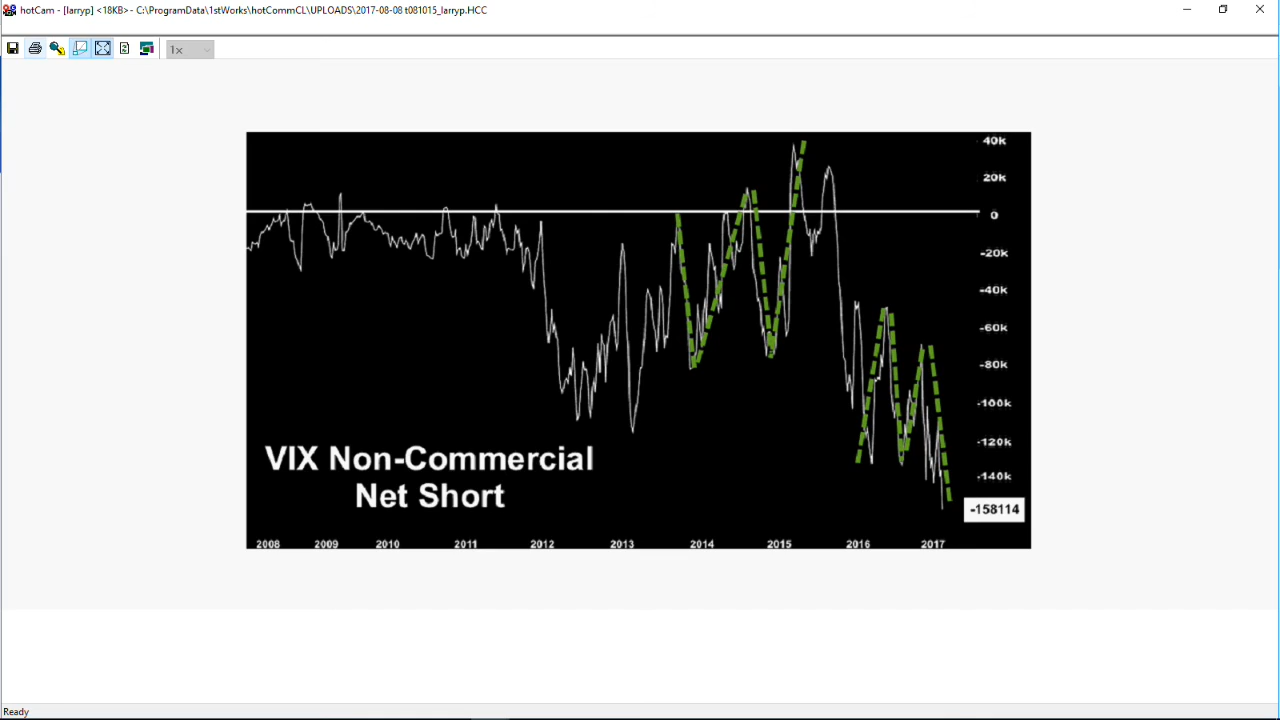 hotCam - [larryp] <18KB> - C:\ProgramData\1stWorks\hotCommCL\UPLOADS\2017-08-08 t081015_larryp.HCC
1x
40k
20k
0
-20k
-40k
-60k
-80k
-100k
-120k
-140k
-158114
VIX Non-Commercial
Net Short
2008 2009 2010 2011 2012 2013 2014 2015 2016 2017
Ready